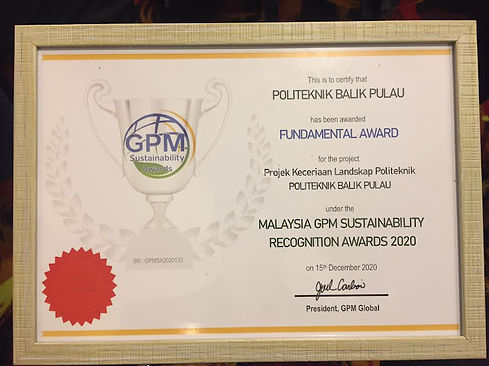 This is to certify that
POLITEKNIK BALIK PULAU
has been awarded
FUNDAMENTAL AWARD
for the project
Projek Keceriaan Landskap Politeknik
POLITEKNIK BALIK PULAU
under the
MALAYSIA GPM SUSTAINABILITY
RECOGNITION AWARDS 2020
on 15th December 2020
President, GPM Global
GPM
Sustainability
Awards
SN : GPMSA2020133